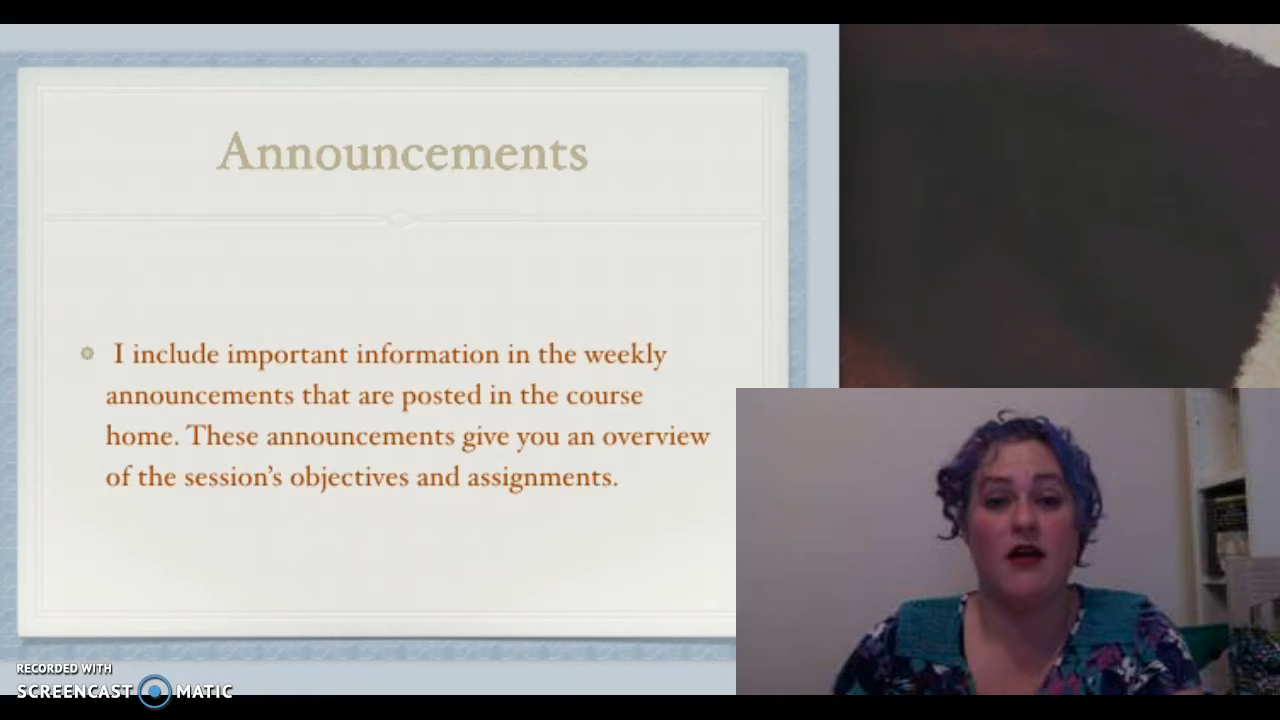 Announcements
I include important information in the weekly
announcements that are posted in the course
home. These announcements give you an overview
of the session's objectives and assignments.
RECORDED WITH
SCREENCAST MATIC